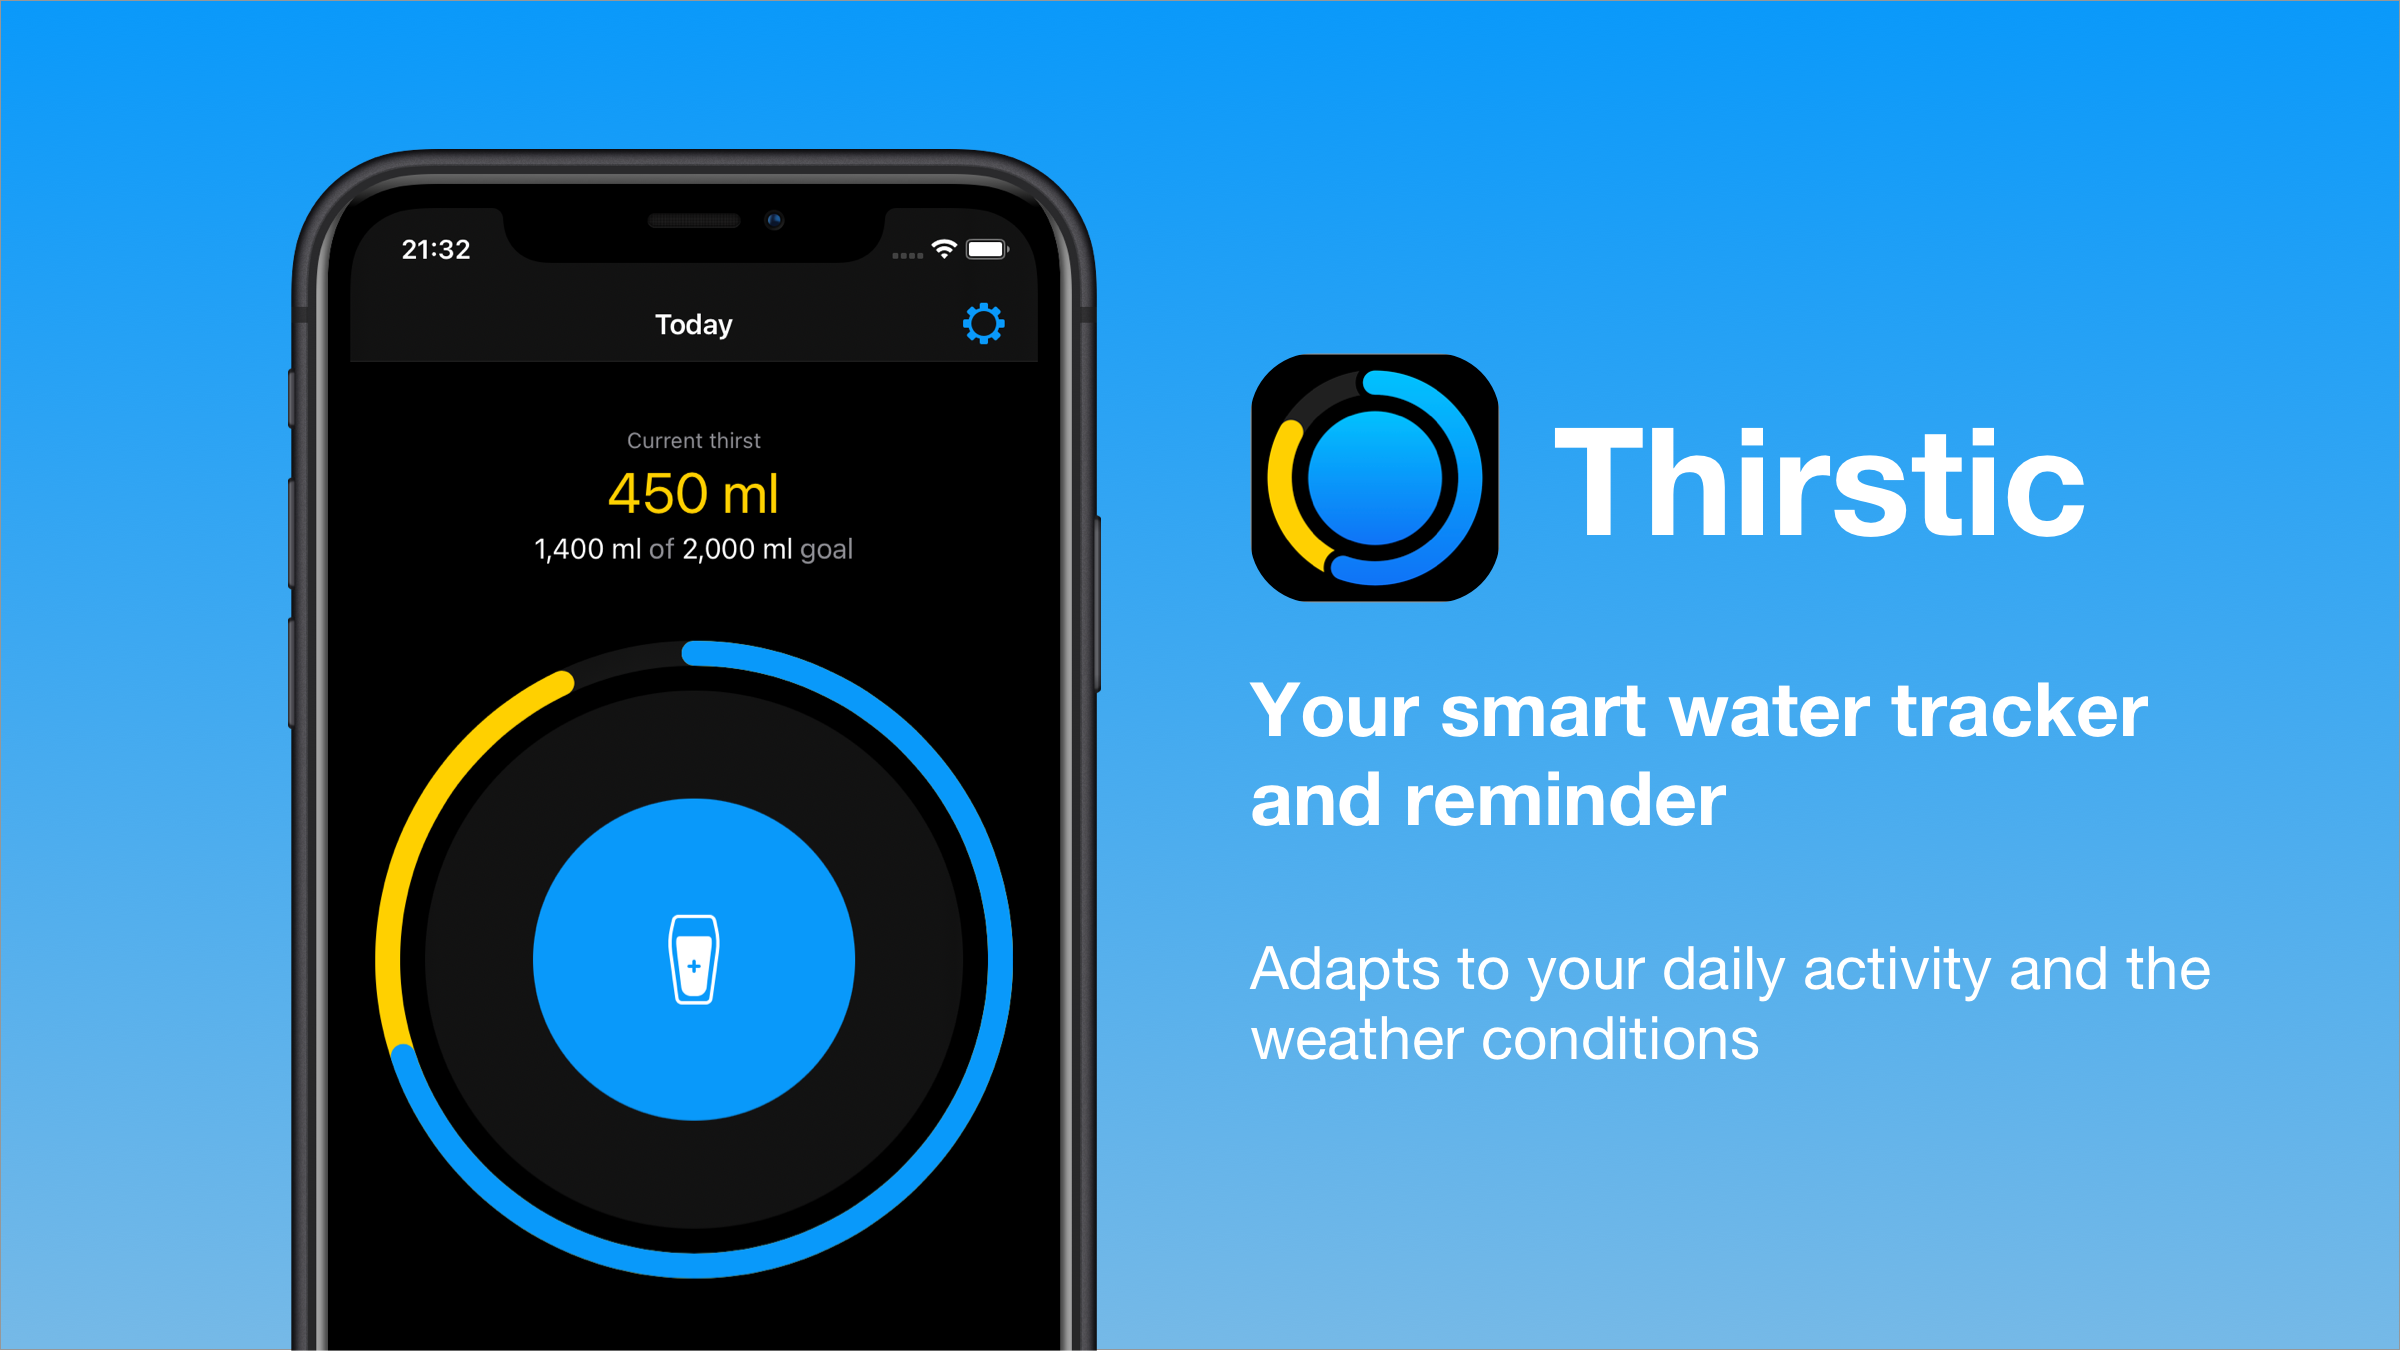 21:32
Today
Current thirst
450 ml
1,400 ml of 2,000 ml goal
Thirstic
Your smart water tracker
and reminder
Adapts to your daily activity and the
weather conditions